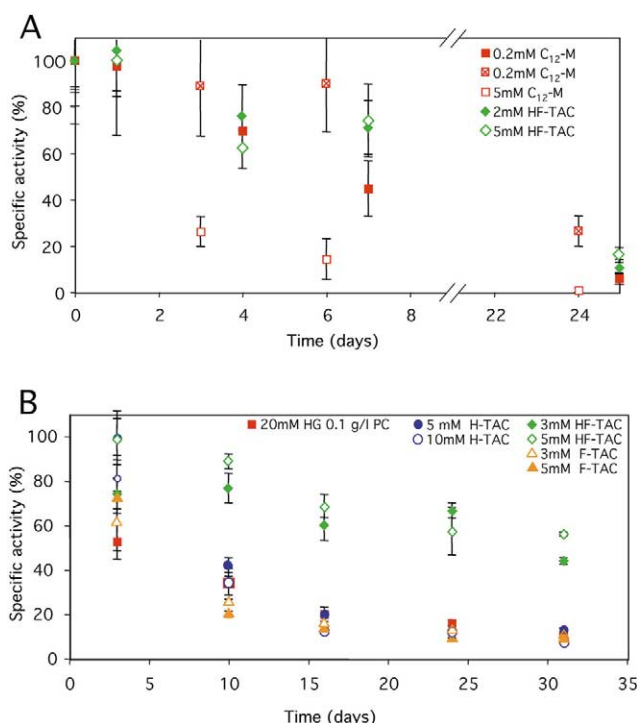 A
Specific activity (%)
100
80
60
40
20
0
0.2mM C₁₂-M
0.2mM C₁₂-M
5mM C₁₂-M
2mM HF-TAC
5mM HF-TAC
0 2 4 6 8 22 24
Time (days)
B
Specific activity (%)
100
80
60
40
20
0
20mM HG 0.1 g/l PC
5 mM H-TAC
10mM H-TAC
3mM HF-TAC
5mM HF-TAC
3mM F-TAC
5mM F-TAC
0 5 10 15 20 25 30 35
Time (days)